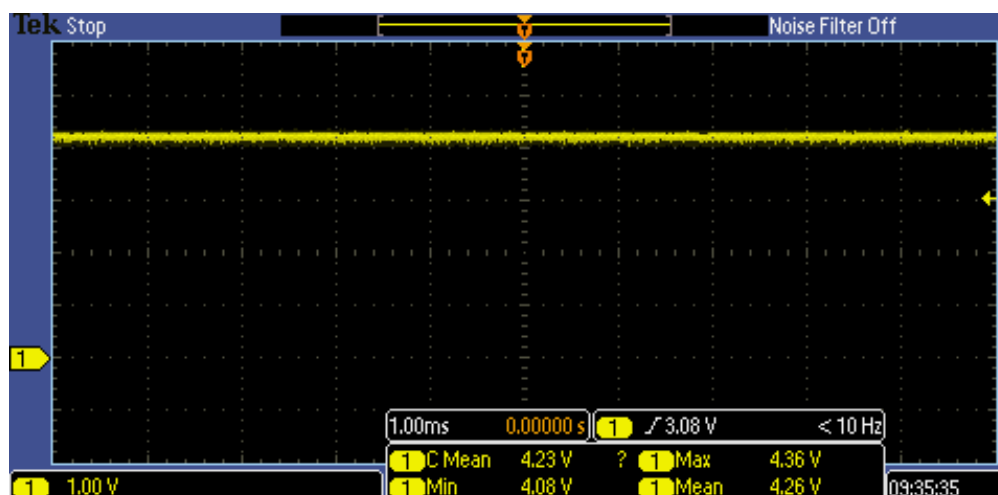 Tek Stop Noise Filter Off
1
1.00ms 0.00000 s 1 3.08 V < 10 Hz
1 C Mean 4.23 V ? 1 Max 4.36 V
1 1.00 V 1 Min 4.08 V 1 Mean 4.26 V 09:35:35